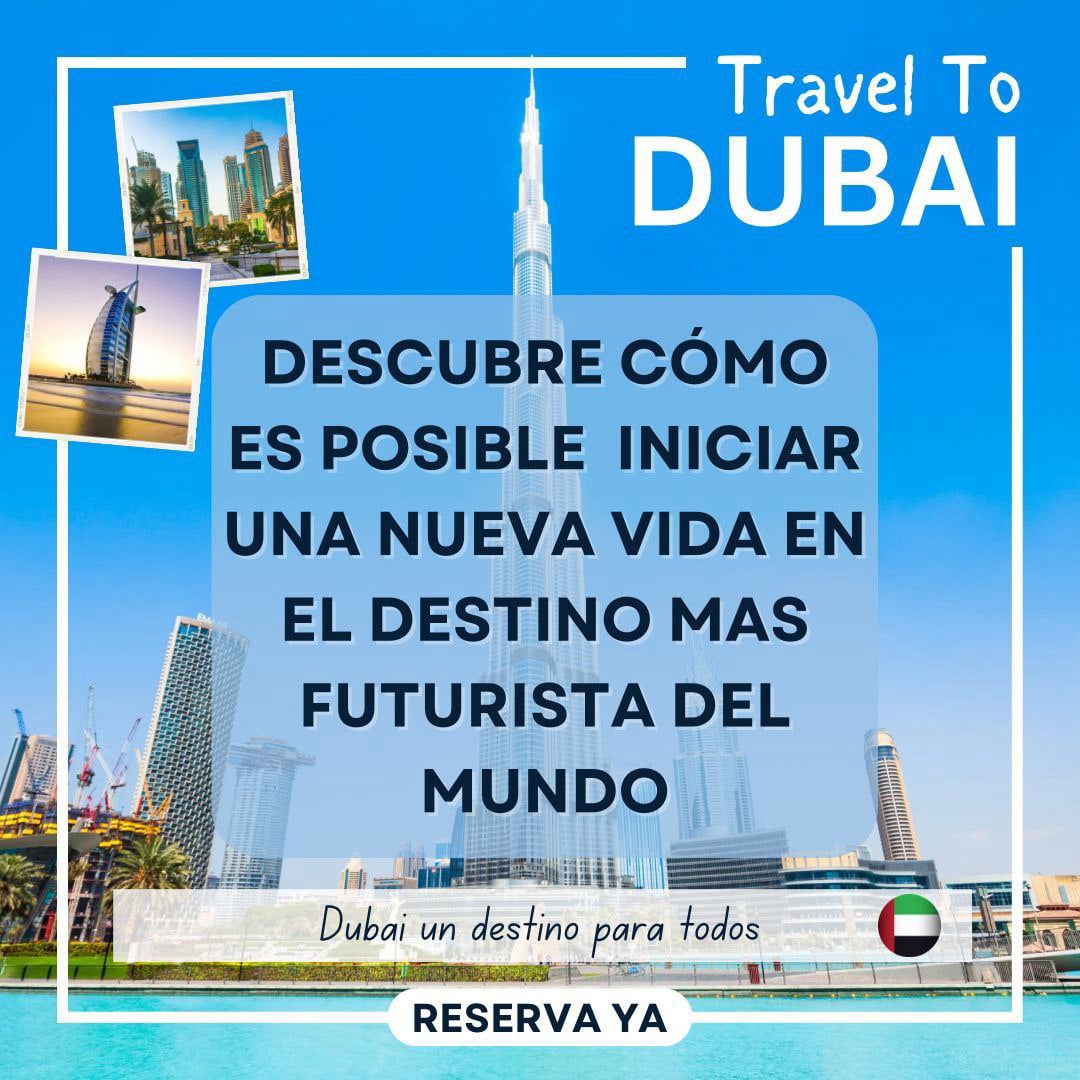 Travel To
DUBAI
DESCUBRE CÓMO
ES POSIBLE INICIAR
UNA NUEVA VIDA EN
EL DESTINO MAS
FUTURISTA DEL
MUNDO
Dubai un destino para todos
RESERVA YA